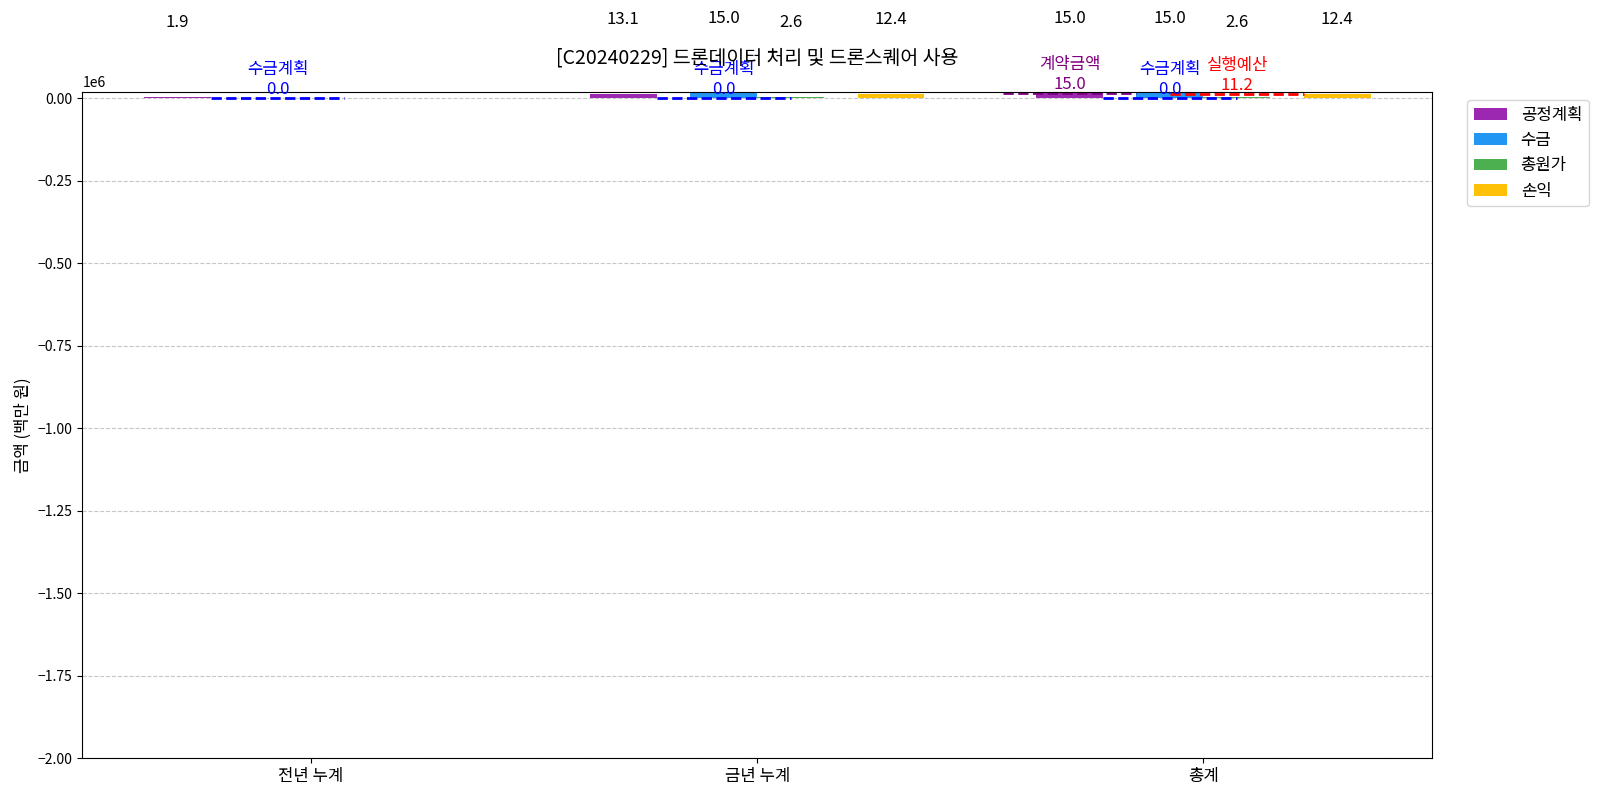 1.9
13.1
15.0
2.6
12.4
15.0
15.0
2.6
12.4
[C20240229] 드론데이터 처리 및 드론스퀘어 사용
수금계획
0.0
수금계획
0.0
계약금액
15.0
수금계획
0.0
실행예산
11.2
1e6
0.00
−0.25
−0.50
−0.75
−1.00
−1.25
−1.50
−1.75
−2.00
금액 (백만 원)
전년 누계
금년 누계
총계
공정계획
수금
총원가
손익